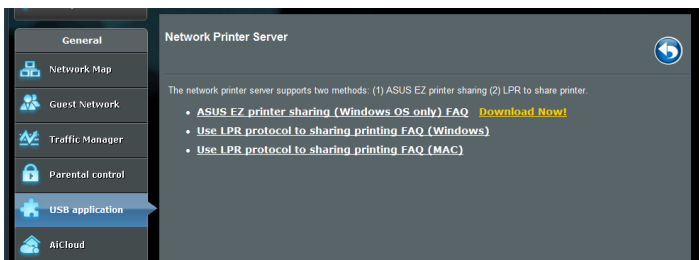 General
Network Map
Guest Network
Traffic Manager
Parental control
USB application
AiCloud
Network Printer Server
The network printer server supports two methods: (1) ASUS EZ printer sharing (2) LPR to share printer.
ASUS EZ printer sharing (Windows OS only) FAQ Download Now!
Use LPR protocol to sharing printing FAQ (Windows)
Use LPR protocol to sharing printing FAQ (MAC)